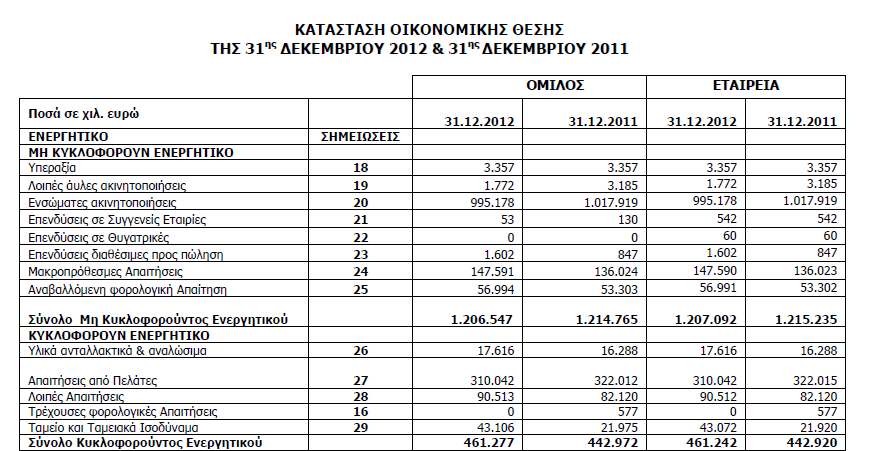 ΚΑΤΑΣΤΑΣΗ ΟΙΚΟΝΟΜΙΚΗΣ ΘΕΣΗΣ
ΤΗΣ 31ης ΔΕΚΕΜΒΡΙΟΥ 2012 & 31ης ΔΕΚΕΜΒΡΙΟΥ 2011
ΟΜΙΛΟΣ ΕΤΑΙΡΕΙΑ
Ποσά σε χιλ. ευρώ 31.12.2012 31.12.2011 31.12.2012 31.12.2011
ΕΝΕΡΓΗΤΙΚΟ ΣΗΜΕΙΩΣΕΙΣ
ΜΗ ΚΥΚΛΟΦΟΡΟΥΝ ΕΝΕΡΓΗΤΙΚΟ
Υπεραξία 18 3.357 3.357 3.357 3.357
Λοιπές άυλες ακινητοποιήσεις 19 1.772 3.185 1.772 3.185
Ενσώματες ακινητοποιήσεις 20 995.178 1.017.919 995.178 1.017.919
Επενδύσεις σε Συγγενείς Εταιρίες 21 53 130 542 542
Επενδύσεις σε Θυγατρικές 22 0 0 60 60
Επενδύσεις διαθέσιμες προς πώληση 23 1.602 847 1.602 847
Μακροπρόθεσμες Απαιτήσεις 24 147.591 136.024 147.590 136.023
Αναβαλλόμενη φορολογική Απαίτηση 25 56.994 53.303 56.991 53.302
Σύνολο Μη Κυκλοφορούντος Ενεργητικού 1.206.547 1.214.765 1.207.092 1.215.235
ΚΥΚΛΟΦΟΡΟΥΝ ΕΝΕΡΓΗΤΙΚΟ
Υλικά ανταλλακτικά & αναλώσιμα 26 17.616 16.288 17.616 16.288
Απαιτήσεις από Πελάτες 27 310.042 322.012 310.042 322.015
Λοιπές Απαιτήσεις 28 90.513 82.120 90.512 82.120
Τρέχουσες φορολογικές Απαιτήσεις 16 0 577 0 577
Ταμείο και Ταμειακά Ισοδύναμα 29 43.106 21.975 43.072 21.920
Σύνολο Κυκλοφορούντος Ενεργητικού 461.277 442.972 461.242 442.920